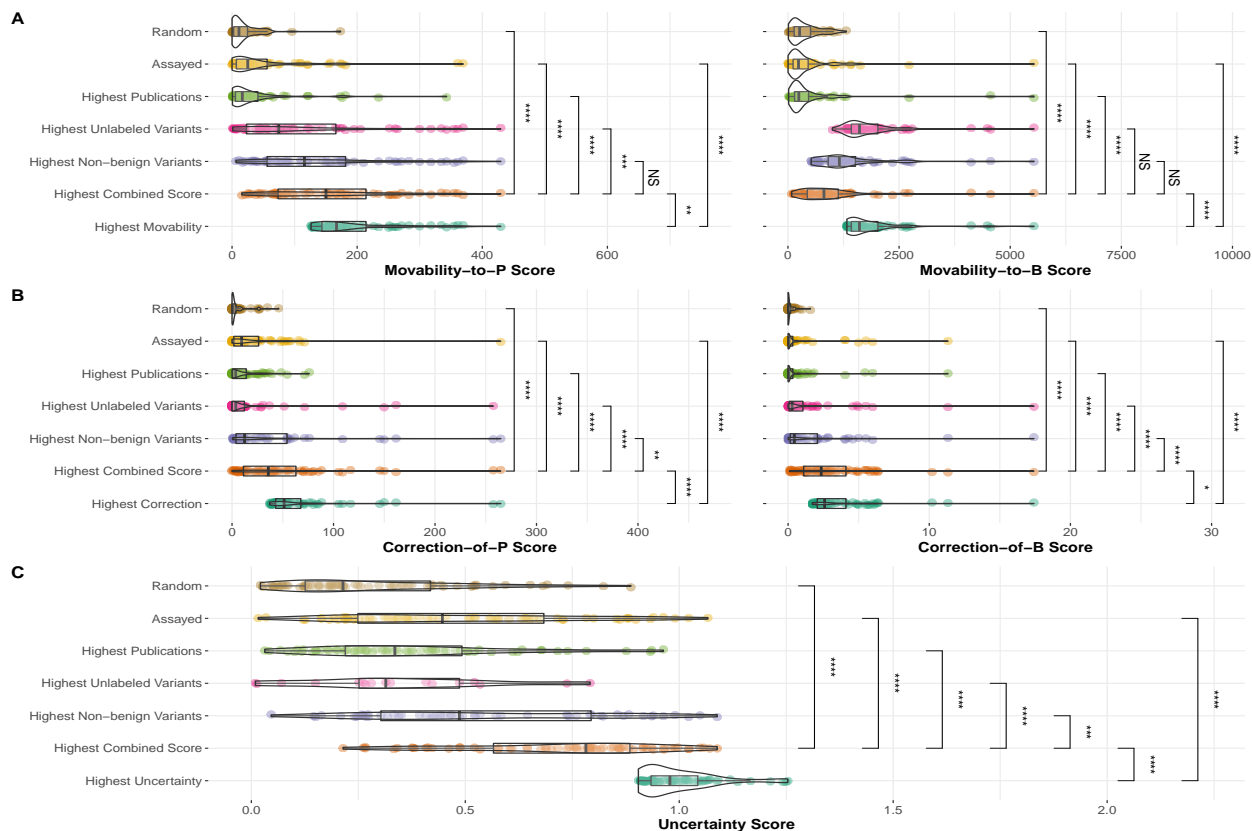 A
Random
Assayed
Highest Publications
Highest Unlabeled Variants
Highest Non−benign Variants
Highest Combined Score
Highest Movability
**** **** **** **** *** NS ** ****
0 200 400 600
Movability−to−P Score
**** **** **** NS NS **** ****
0 2500 5000 7500 10000
Movability−to−B Score
B
Random
Assayed
Highest Publications
Highest Unlabeled Variants
Highest Non−benign Variants
Highest Combined Score
Highest Correction
**** **** **** **** ** **** ****
0 100 200 300 400
Correction−of−P Score
**** **** **** **** **** * ****
0 10 20 30
Correction−of−B Score
C
Random
Assayed
Highest Publications
Highest Unlabeled Variants
Highest Non−benign Variants
Highest Combined Score
Highest Uncertainty
**** **** **** **** *** **** ****
0.0 0.5 1.0 1.5 2.0
Uncertainty Score